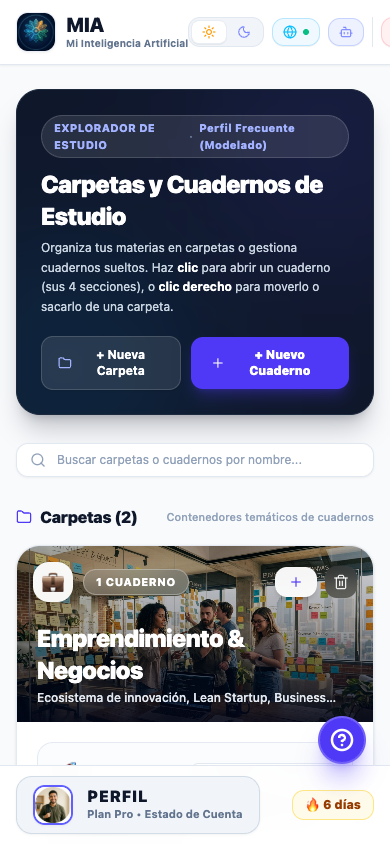 MIA
Mi Inteligencia Artificial
EXPLORADOR DE ESTUDIO · Perfil Frecuente (Modelado)
Carpetas y Cuadernos de
Estudio
Organiza tus materias en carpetas o gestiona
cuadernos sueltos. Haz clic para abrir un cuaderno
(sus 4 secciones), o clic derecho para moverlo o
sacarlo de una carpeta.
+ Nueva
Carpeta
+ Nuevo
Cuaderno
Buscar carpetas o cuadernos por nombre...
Carpetas (2)
Contenedores temáticos de cuadernos
1 CUADERNO
Emprendimiento &
Negocios
Ecosistema de innovación, Lean Startup, Business...
PERFIL
Plan Pro • Estado de Cuenta
🔥 6 días